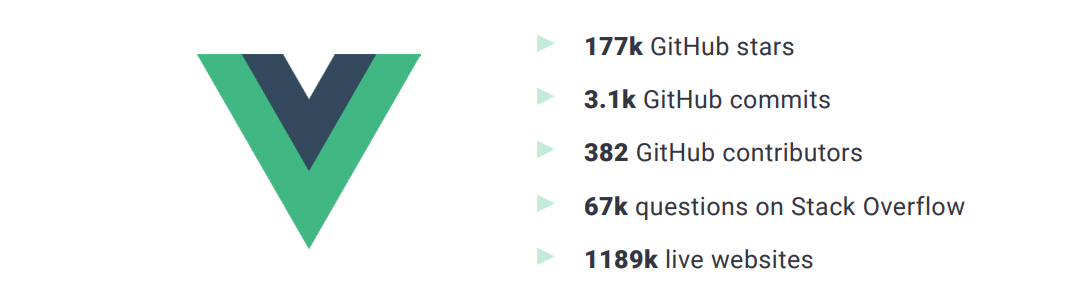 177k GitHub stars
3.1k GitHub commits
382 GitHub contributors
67k questions on Stack Overflow
1189k live websites